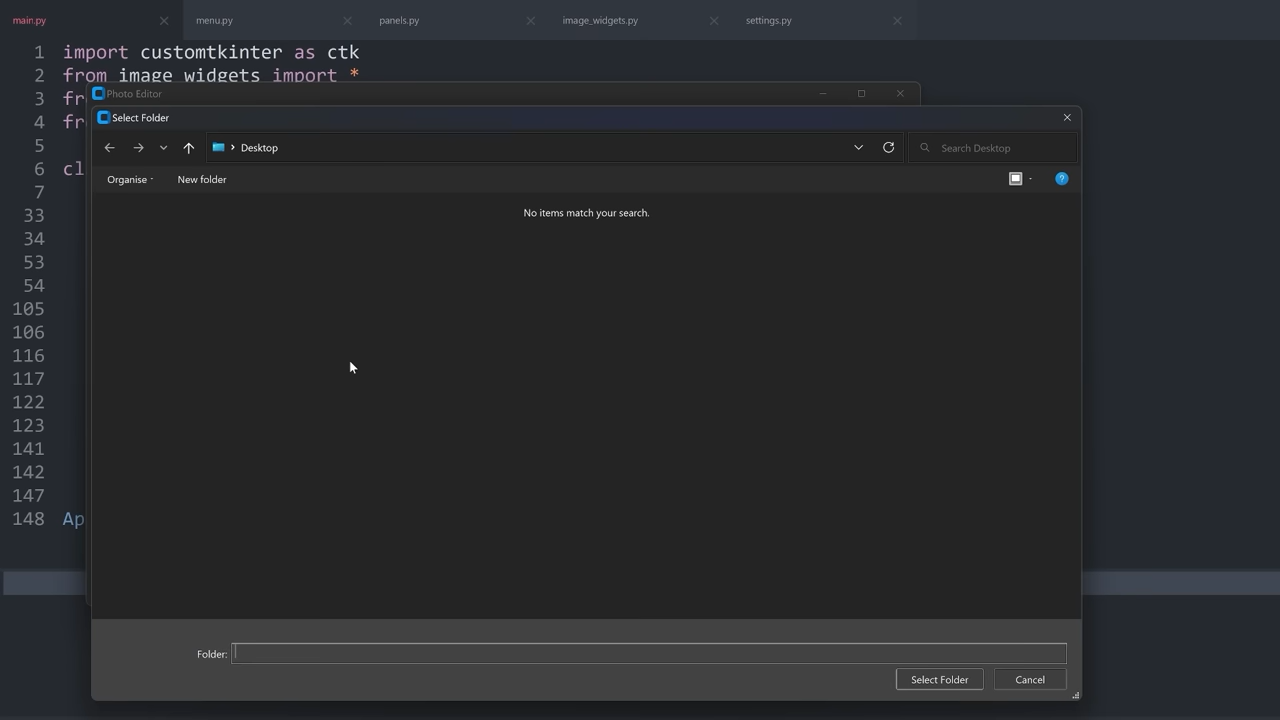 main.py menu.py panels.py image_widgets.py settings.py
1 import customtkinter as ctk
2 from image_widgets import *
3 fr
Photo Editor
4 fr
Select Folder
5
Desktop Search Desktop
6 cl
Organise New folder ?
7
No items match your search.
33
34
53
54
105
106
116
117
122
123
141
142
147
148 Ap
Folder:
Select Folder Cancel